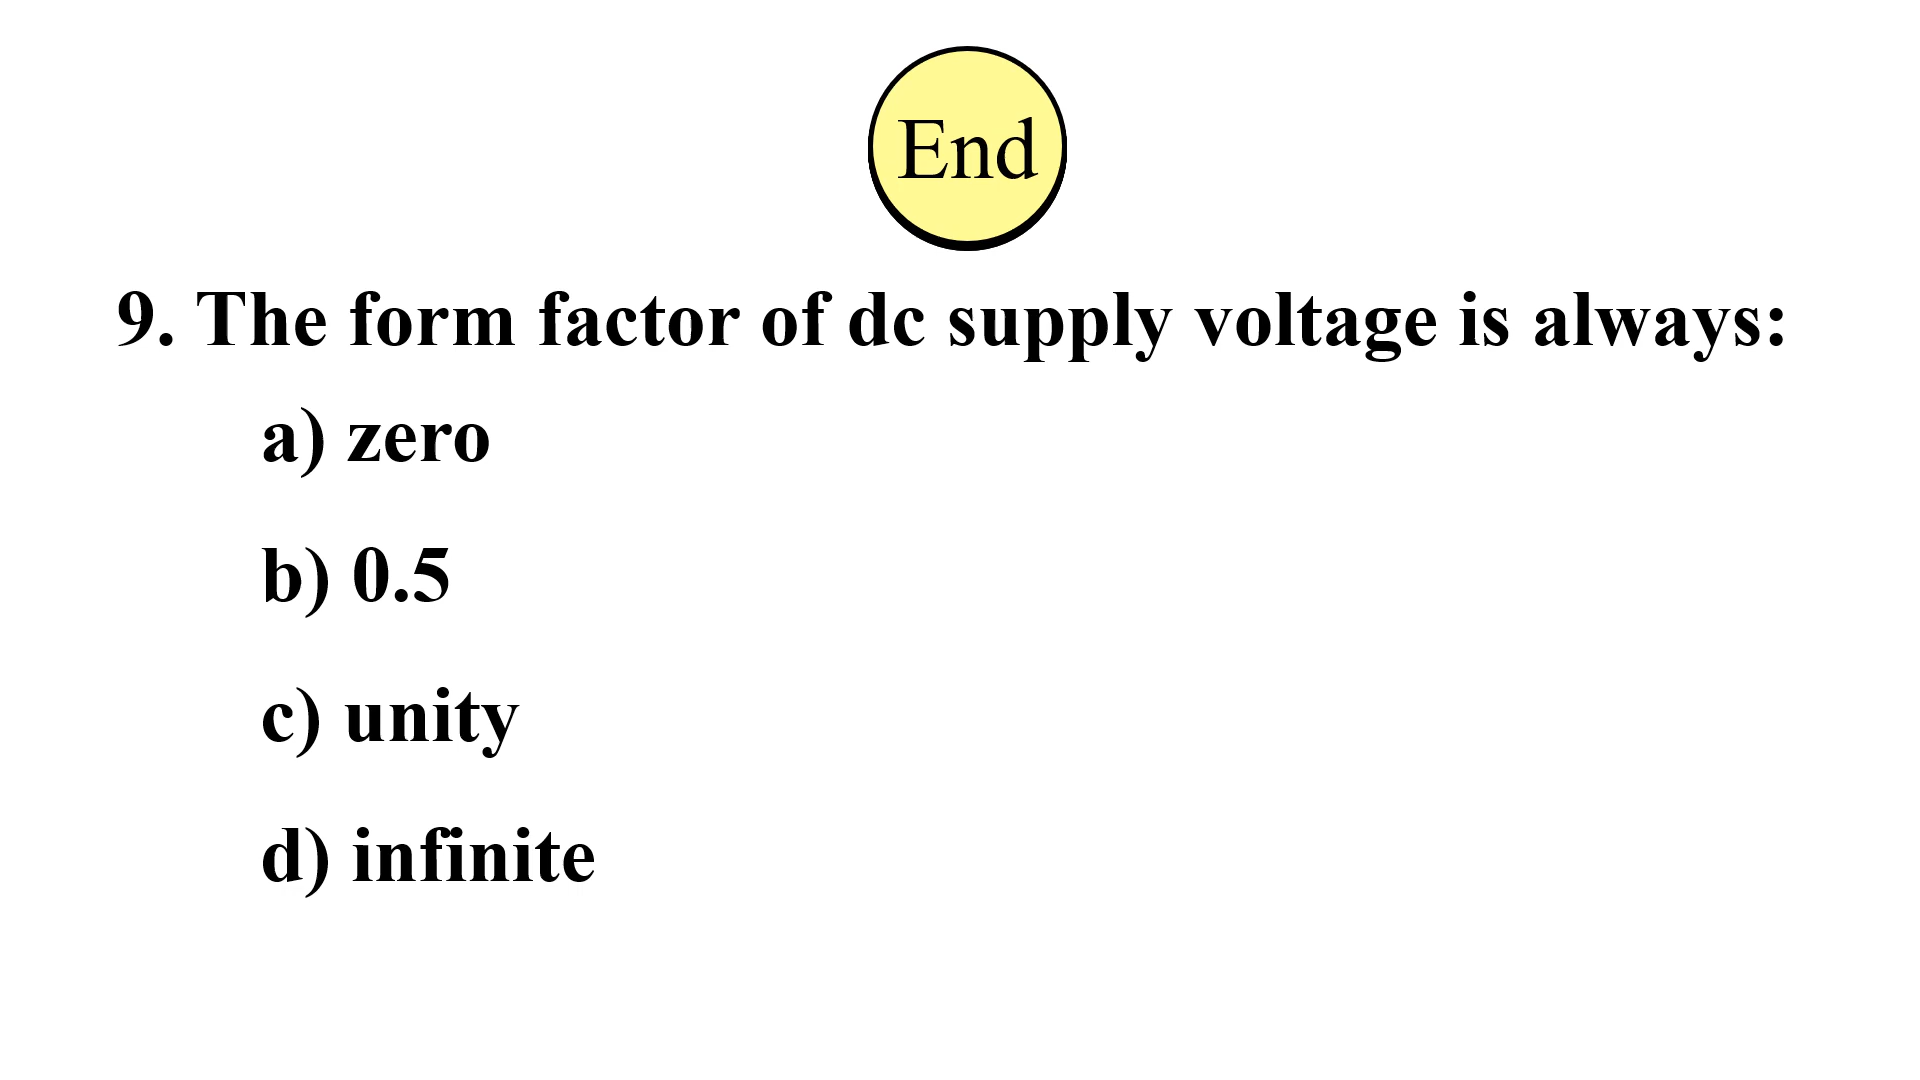 End
9. The form factor of dc supply voltage is always:
a) zero
b) 0.5
c) unity
d) infinite